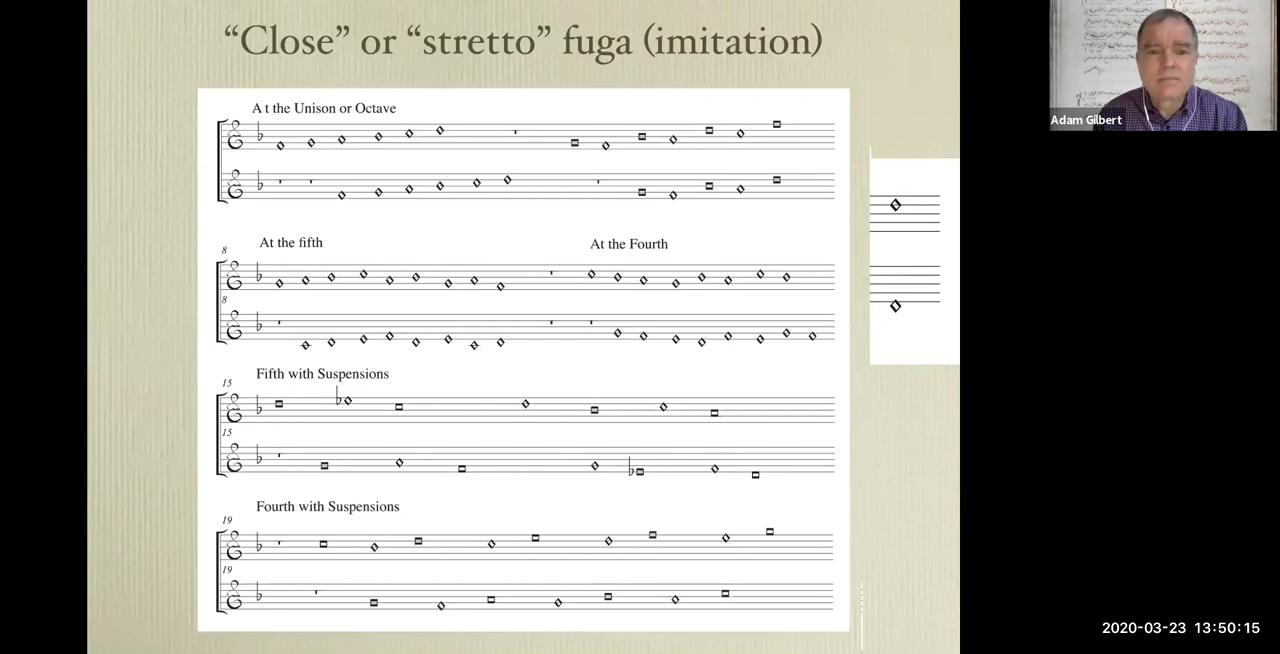 “Close” or “stretto” fuga (imitation)
A t the Unison or Octave
8
At the fifth
At the Fourth
8
15
Fifth with Suspensions
15
19
Fourth with Suspensions
19
Adam Gilbert
2020-03-23 13:50:15